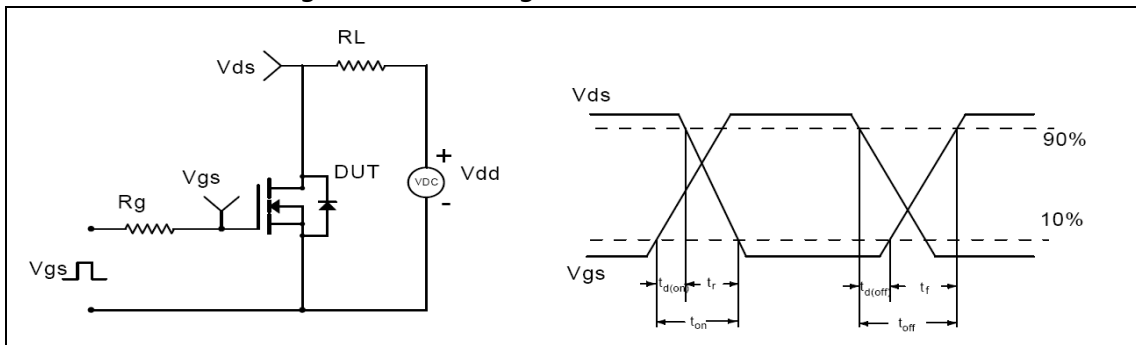 RL
Vds
Vgs
DUT
VDC
+
-
Vdd
Rg
Vgs
Vds
90%
10%
Vgs
td(on)
tr
td(off)
tf
ton
toff